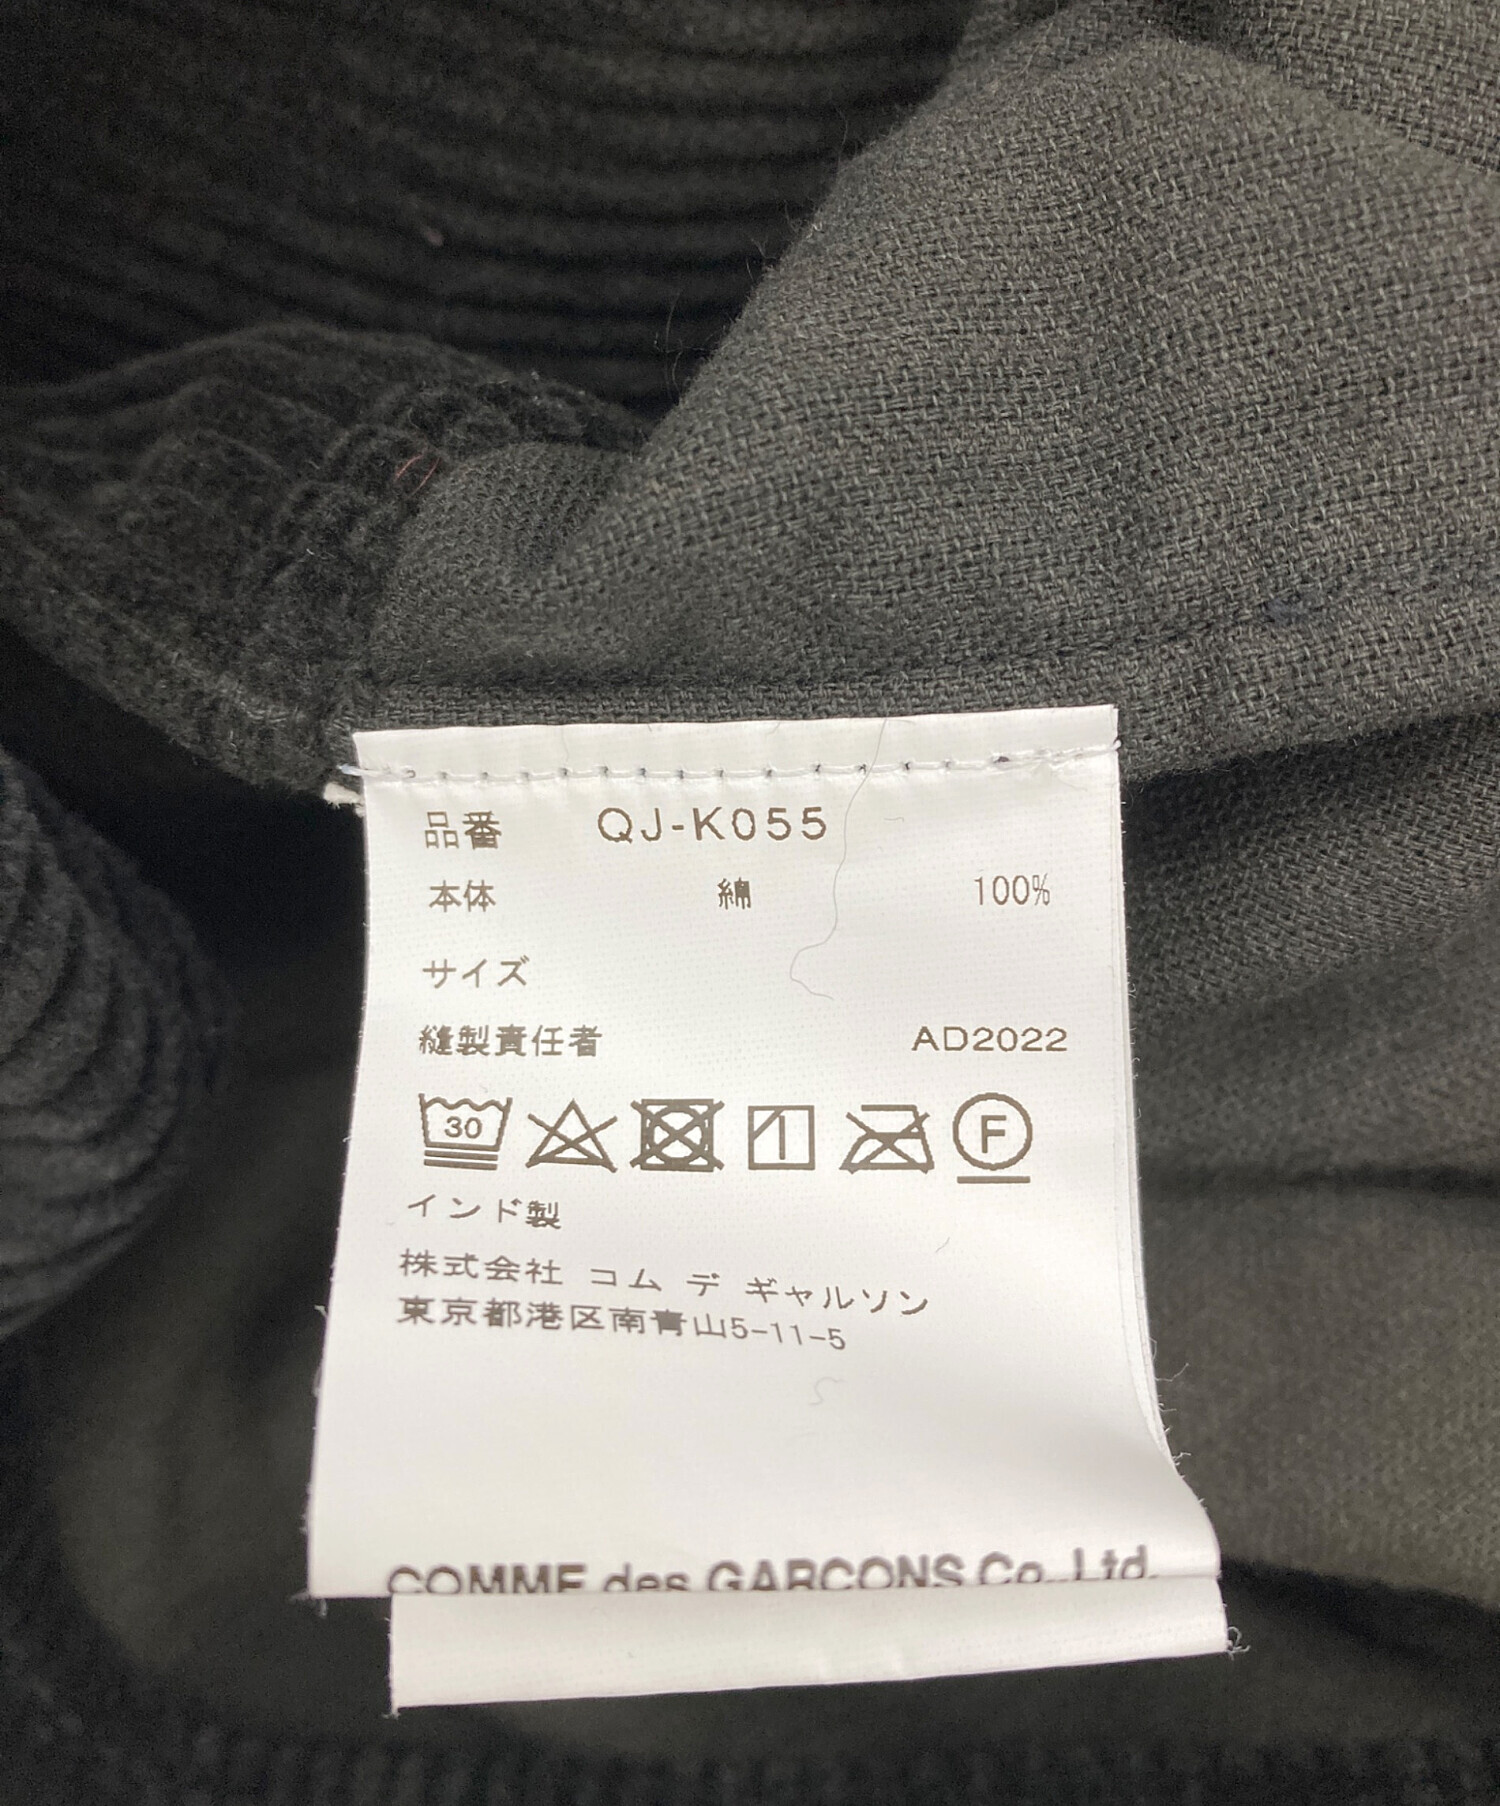 品番 QJ-K055
本体 綿 100%
サイズ
縫製責任者 AD2022
30 F
インド製
株式会社 コム デ ギャルソン
東京都港区南青山5-11-5
COMME des GARCONS Co.,Ltd.